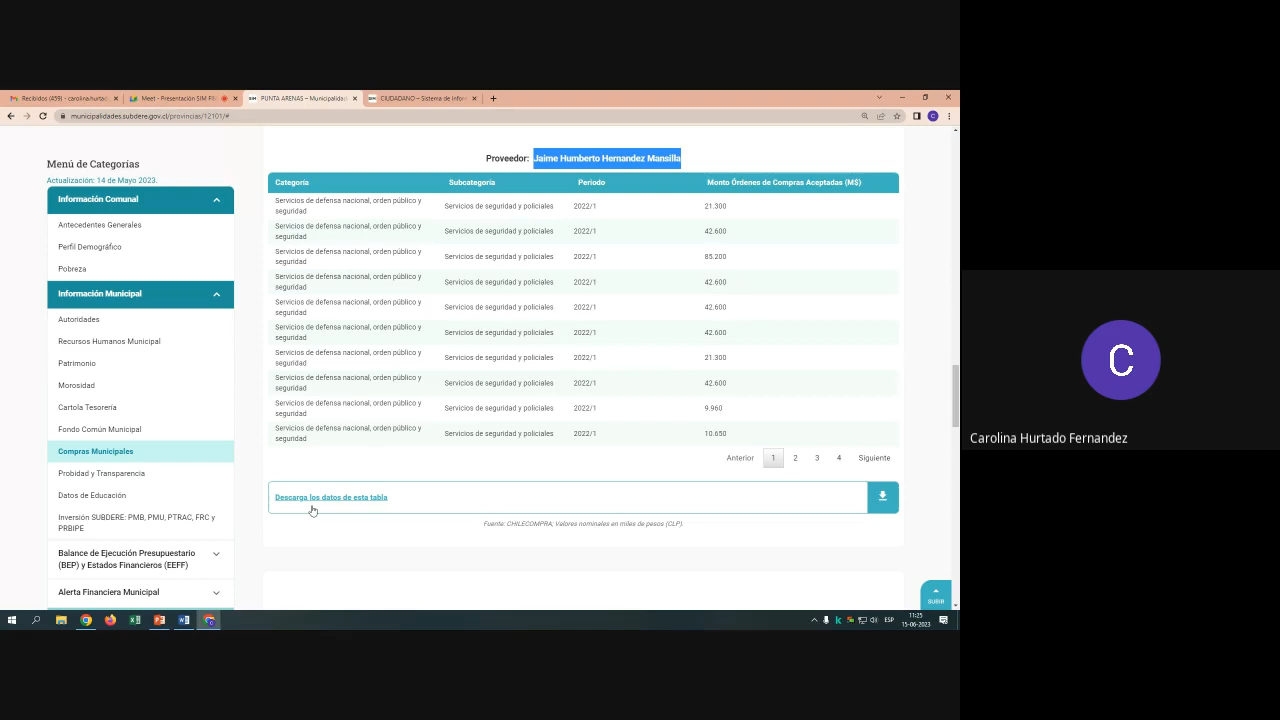 Recibidos (459) - carolina.hurtad
Meet - Presentación SIM FIG
PUNTA ARENAS – Municipalidad
CIUDADANO – Sistema de Infor
municipalidades.subdere.gov.cl/provincias/12101/#
Menú de Categorías
Actualización: 14 de Mayo 2023.
Información Comunal
Antecedentes Generales
Perfil Demográfico
Pobreza
Información Municipal
Autoridades
Recursos Humanos Municipal
Patrimonio
Morosidad
Cartola Tesorería
Fondo Común Municipal
Compras Municipales
Probidad y Transparencia
Datos de Educación
Inversión SUBDERE: PMB, PMU, PTRAC, FRC y
PRBIPE
Balance de Ejecución Presupuestario
(BEP) y Estados Financieros (EEFF)
Alerta Financiera Municipal
Proveedor: Jaime Humberto Hernandez Mansilla
Categoría Subcategoría Periodo Monto Órdenes de Compras Aceptadas (M$)
Servicios de defensa nacional, orden público y
seguridad Servicios de seguridad y policiales 2022/1 21.300
Servicios de defensa nacional, orden público y
seguridad Servicios de seguridad y policiales 2022/1 42.600
Servicios de defensa nacional, orden público y
seguridad Servicios de seguridad y policiales 2022/1 85.200
Servicios de defensa nacional, orden público y
seguridad Servicios de seguridad y policiales 2022/1 42.600
Servicios de defensa nacional, orden público y
seguridad Servicios de seguridad y policiales 2022/1 42.600
Servicios de defensa nacional, orden público y
seguridad Servicios de seguridad y policiales 2022/1 42.600
Servicios de defensa nacional, orden público y
seguridad Servicios de seguridad y policiales 2022/1 21.300
Servicios de defensa nacional, orden público y
seguridad Servicios de seguridad y policiales 2022/1 42.600
Servicios de defensa nacional, orden público y
seguridad Servicios de seguridad y policiales 2022/1 9.960
Servicios de defensa nacional, orden público y
seguridad Servicios de seguridad y policiales 2022/1 10.650
Anterior 1 2 3 4 Siguiente
Descarga los datos de esta tabla
Fuente: CHILECOMPRA; Valores nominales en miles de pesos (CLP).
SUBIR
ESP
11:25
15-06-2023
C
Carolina Hurtado Fernandez